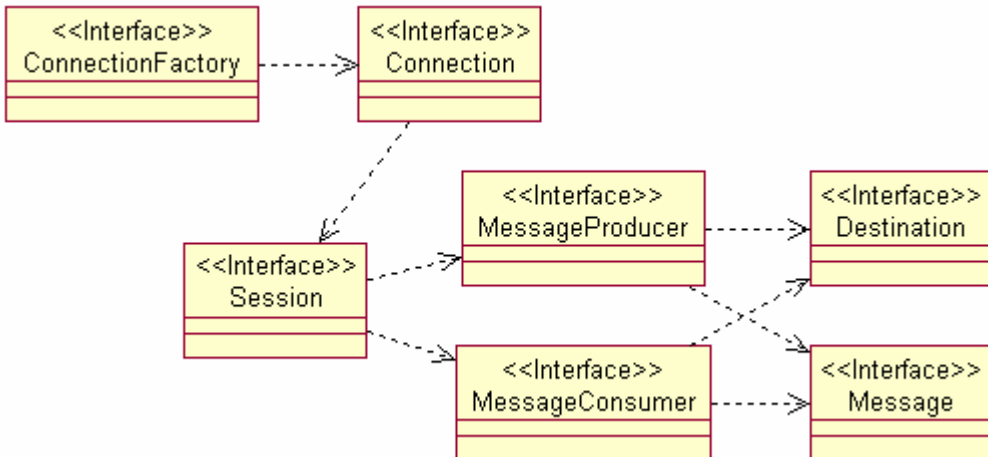 <<Interface>>
ConnectionFactory
<<Interface>>
Connection
<<Interface>>
MessageProducer
<<Interface>>
Destination
<<Interface>>
Session
<<Interface>>
MessageConsumer
<<Interface>>
Message